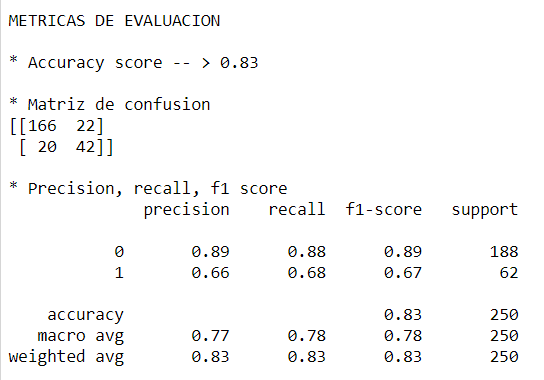 METRICAS DE EVALUACION
* Accuracy score -- > 0.83
* Matriz de confusion
[[166  22]
 [ 20  42]]
* Precision, recall, f1 score
              precision    recall  f1-score   support
           0       0.89      0.88      0.89       188
           1       0.66      0.68      0.67        62
    accuracy                           0.83       250
   macro avg       0.77      0.78      0.78       250
weighted avg       0.83      0.83      0.83       250